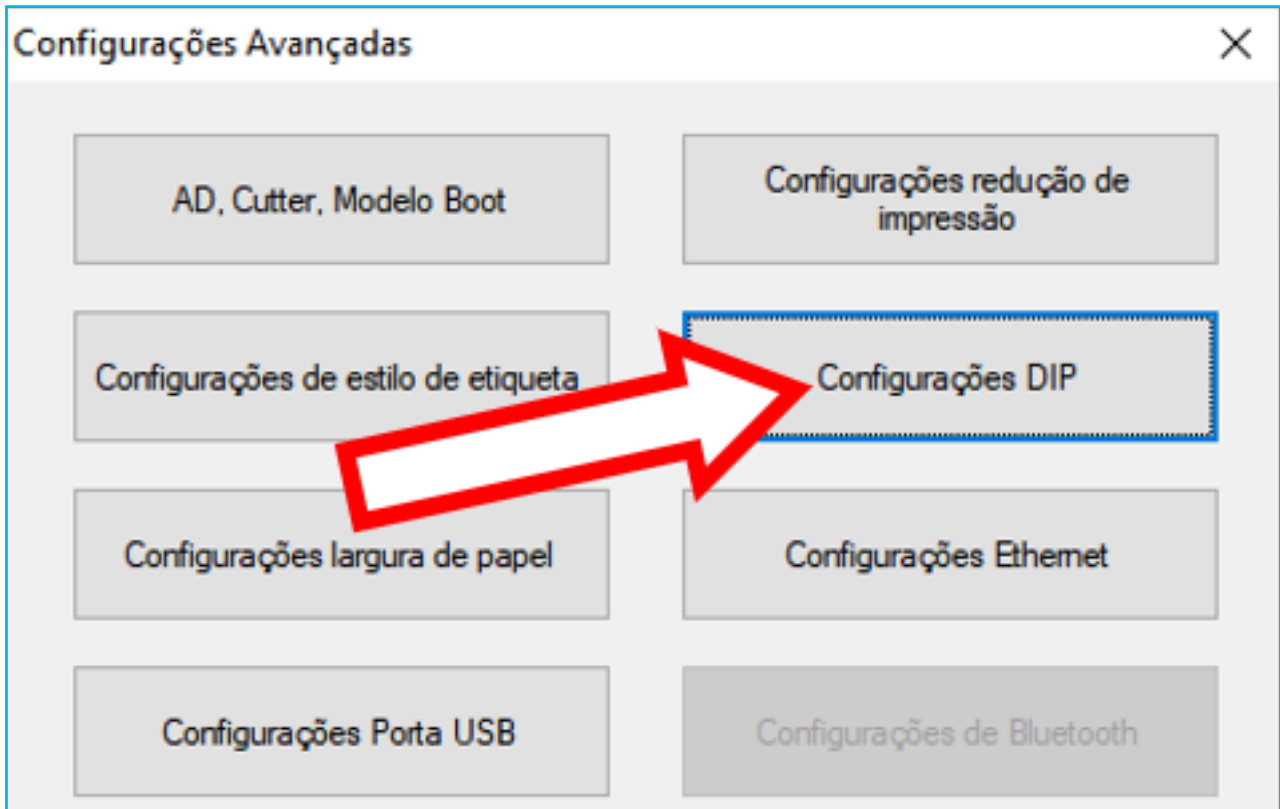 Configurações Avançadas
AD, Cutter, Modelo Boot
Configurações redução de
impressão
Configurações de estilo de etiqueta
Configurações DIP
Configurações largura de papel
Configurações Ethernet
Configurações Porta USB
Configurações de Bluetooth